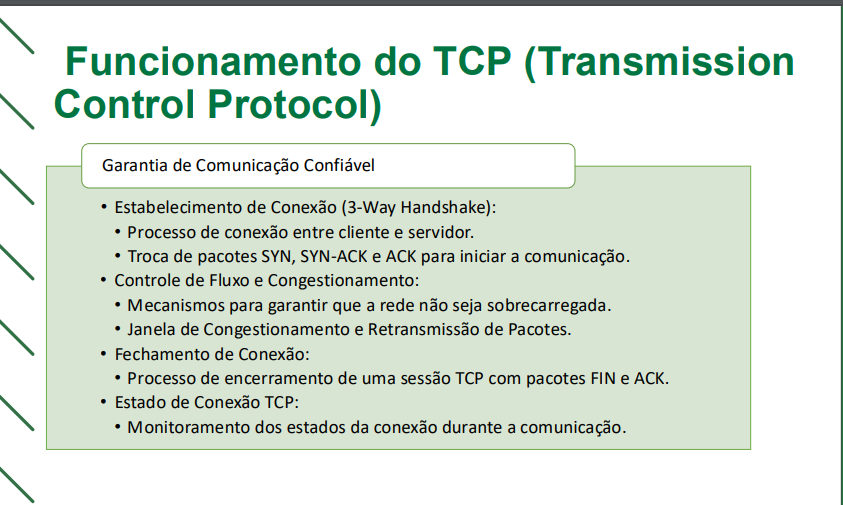 Funcionamento do TCP (Transmission
Control Protocol)
Garantia de Comunicação Confiável
• Estabelecimento de Conexão (3-Way Handshake):
• Processo de conexão entre cliente e servidor.
• Troca de pacotes SYN, SYN-ACK e ACK para iniciar a comunicação.
• Controle de Fluxo e Congestionamento:
• Mecanismos para garantir que a rede não seja sobrecarregada.
• Janela de Congestionamento e Retransmissão de Pacotes.
• Fechamento de Conexão:
• Processo de encerramento de uma sessão TCP com pacotes FIN e ACK.
• Estado de Conexão TCP:
• Monitoramento dos estados da conexão durante a comunicação.